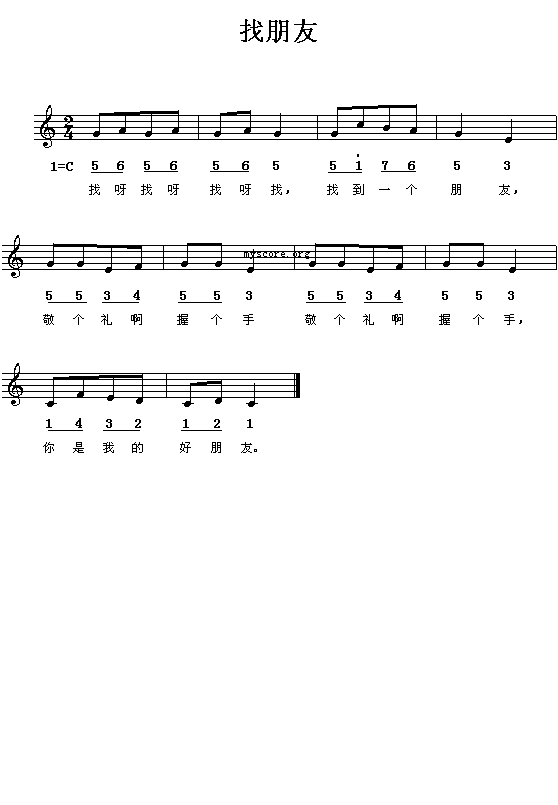 找朋友
2/4
1=C 5 6 5 6 5 6 5 5 1̇ 7 6 5 3
找 呀 找 呀 找 呀 找， 找 到 一 个 朋 友，
myscore.org
5 5 3 4 5 5 3 5 5 3 4 5 5 3
敬 个 礼 啊 握 个 手 敬 个 礼 啊 握 个 手，
1 4 3 2 1 2 1
你 是 我 的 好 朋 友。